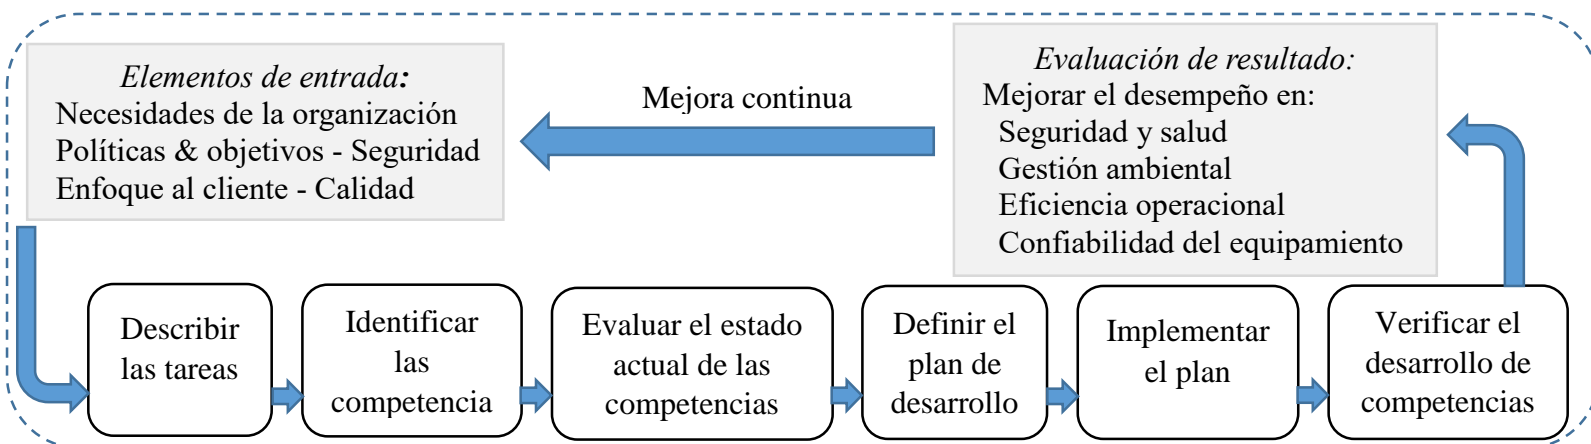 Elementos de entrada:
Necesidades de la organización
Políticas & objetivos - Seguridad
Enfoque al cliente - Calidad
Mejora continua
Evaluación de resultado:
Mejorar el desempeño en:
Seguridad y salud
Gestión ambiental
Eficiencia operacional
Confiabilidad del equipamiento
Describir
las tareas
Identificar
las
competencia
Evaluar el estado
actual de las
competencias
Definir el
plan de
desarrollo
Implementar
el plan
Verificar el
desarrollo de
competencias